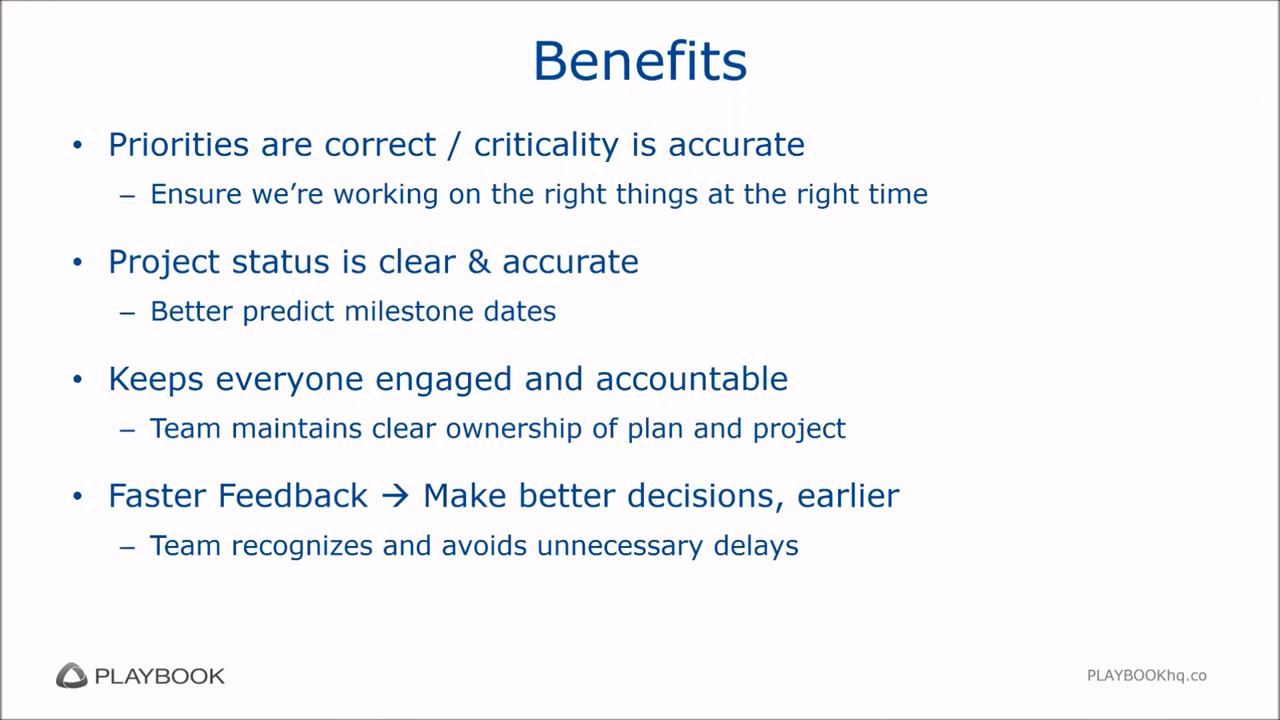 Benefits
• Priorities are correct / criticality is accurate
– Ensure we’re working on the right things at the right time
• Project status is clear & accurate
– Better predict milestone dates
• Keeps everyone engaged and accountable
– Team maintains clear ownership of plan and project
• Faster Feedback → Make better decisions, earlier
– Team recognizes and avoids unnecessary delays
PLAYBOOK
PLAYBOOKhq.co